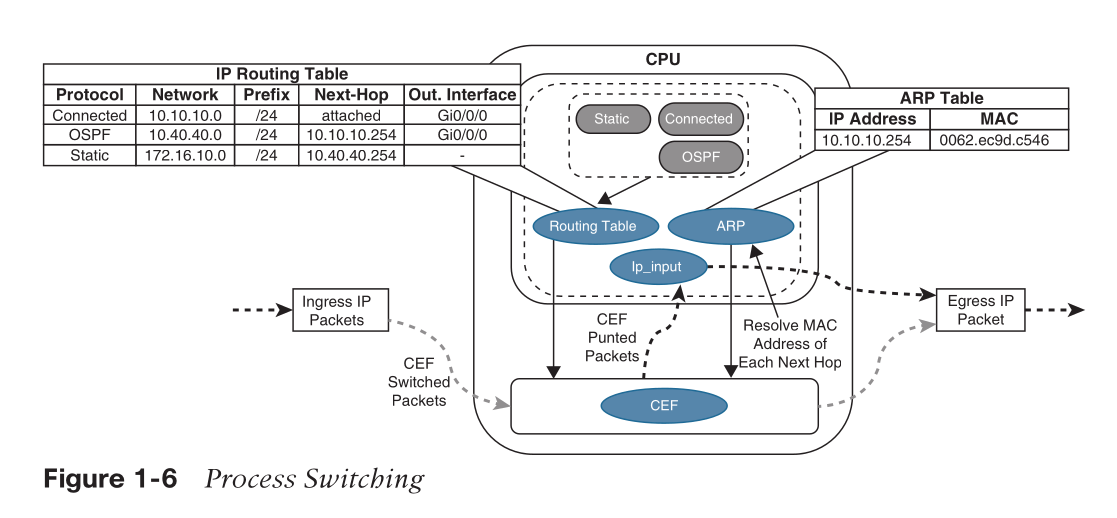 CPU
IP Routing Table
Protocol Network Prefix Next-Hop Out. Interface
Connected 10.10.10.0 /24 attached Gi0/0/0
OSPF 10.40.40.0 /24 10.10.10.254 Gi0/0/0
Static 172.16.10.0 /24 10.40.40.254 -
Static
Connected
OSPF
ARP Table
IP Address MAC
10.10.10.254 0062.ec9d.c546
Routing Table
ARP
Ip_input
Ingress IP
Packets
CEF
Switched
Packets
CEF
Punted
Packets
Resolve MAC
Address of
Each Next Hop
Egress IP
Packet
CEF
Figure 1-6 Process Switching